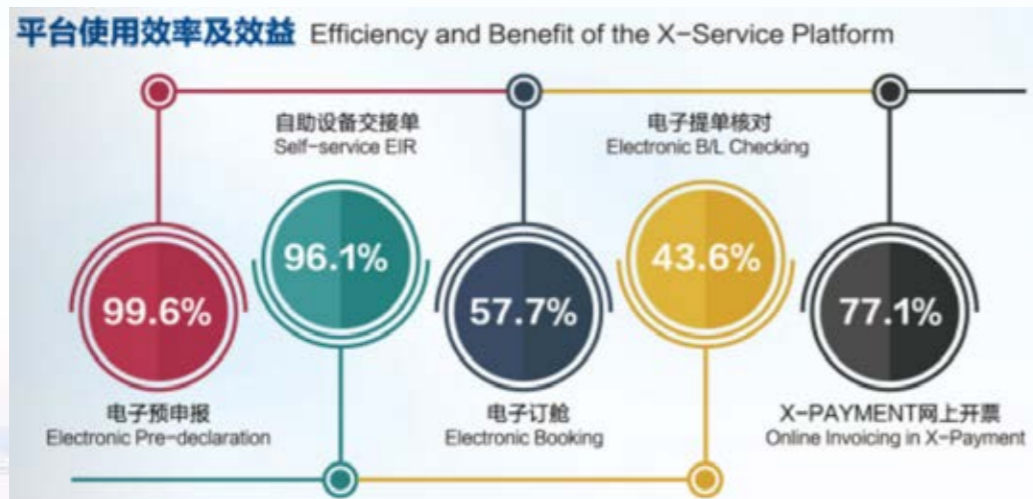 平台使用效率及效益 Efficiency and Benefit of the X-Service Platform
自助设备交接单
Self-service EIR
电子提单核对
Electronic B/L Checking
99.6%
96.1%
57.7%
43.6%
77.1%
电子预申报
Electronic Pre-declaration
电子订舱
Electronic Booking
X-PAYMENT网上开票
Online Invoicing in X-Payment